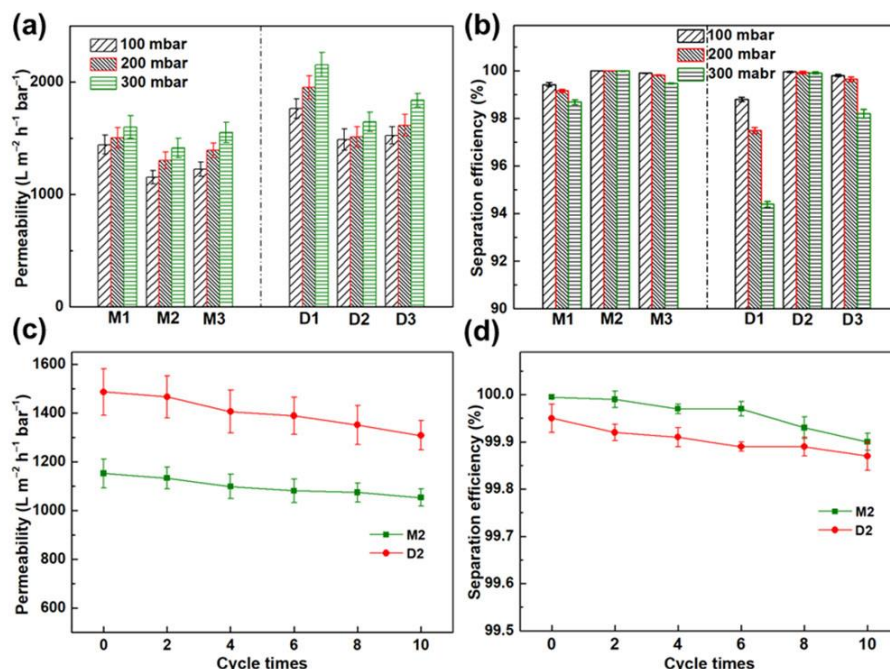 (a)
100 mbar
200 mbar
300 mbar
Permeability (L m⁻² h⁻¹ bar⁻¹)
2000
1000
0
M1 M2 M3 D1 D2 D3
(b)
100 mbar
200 mbar
300 mabr
Separation efficiency (%)
100
98
96
94
92
90
M1 M2 M3 D1 D2 D3
(c)
Permeability (L m⁻² h⁻¹ bar⁻¹)
1600
1400
1200
1000
800
600
M2
D2
0 2 4 6 8 10
Cycle times
(d)
Separation efficiency (%)
100.0
99.9
99.8
99.7
99.6
99.5
M2
D2
0 2 4 6 8 10
Cycle times